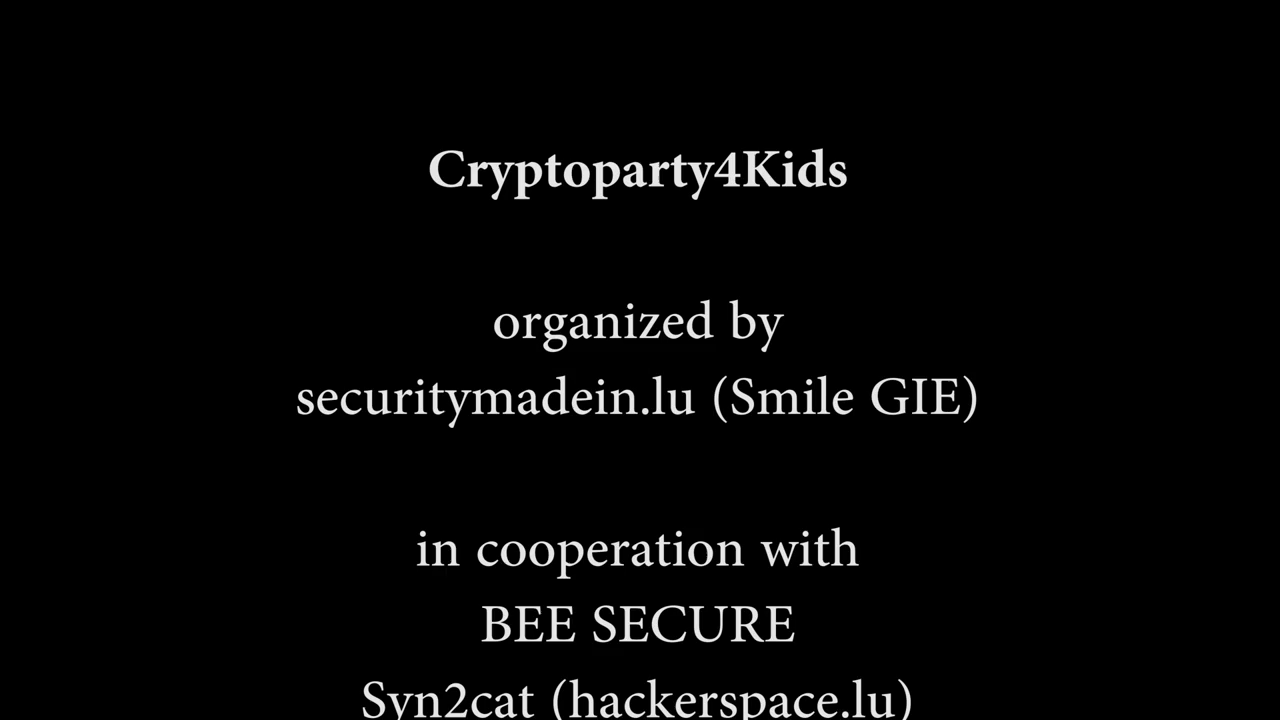 Cryptoparty4Kids
organized by
securitymadein.lu (Smile GIE)
in cooperation with
BEE SECURE
Syn2cat (hackerspace.lu)